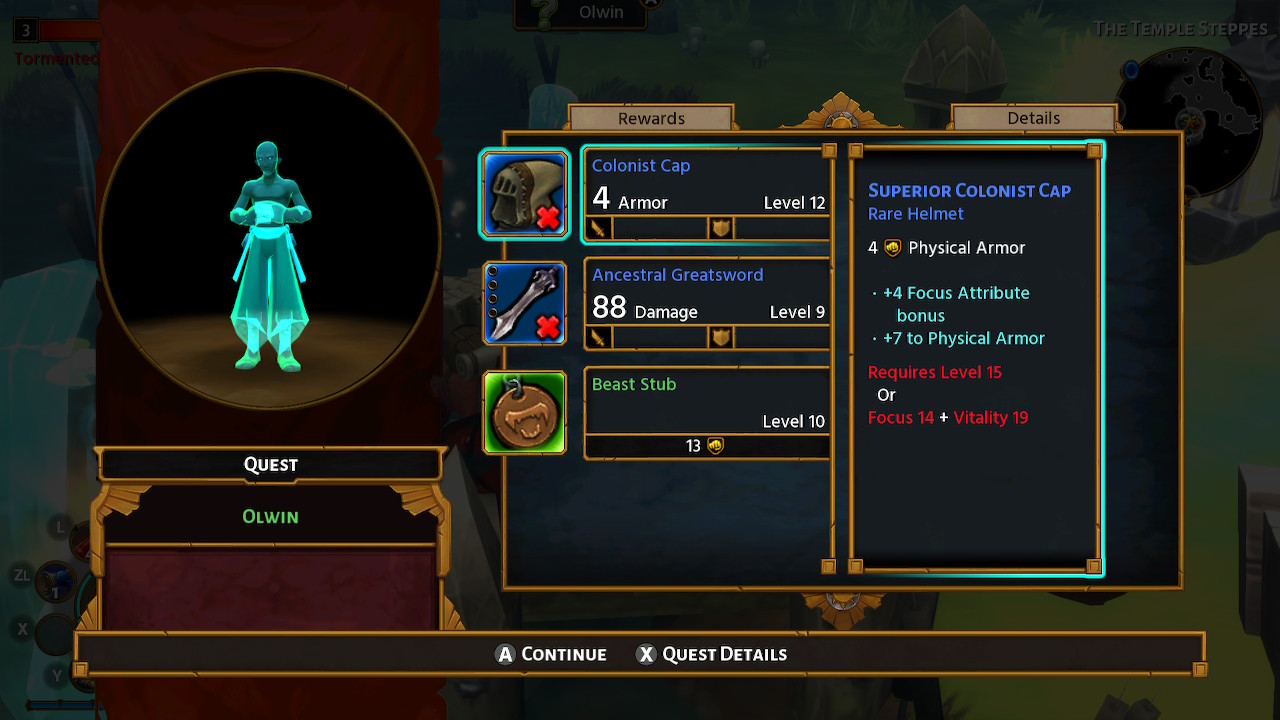 3
Olwin
THE TEMPLE STEPPES
Tormented
Rewards
Details
Colonist Cap
4 Armor
Level 12
Ancestral Greatsword
88 Damage
Level 9
Beast Stub
Level 10
13
SUPERIOR COLONIST CAP
Rare Helmet
4 Physical Armor
· +4 Focus Attribute
bonus
· +7 to Physical Armor
Requires Level 15
Or
Focus 14 + Vitality 19
QUEST
OLWIN
L
ZL
T
X
Y
A CONTINUE
X QUEST DETAILS